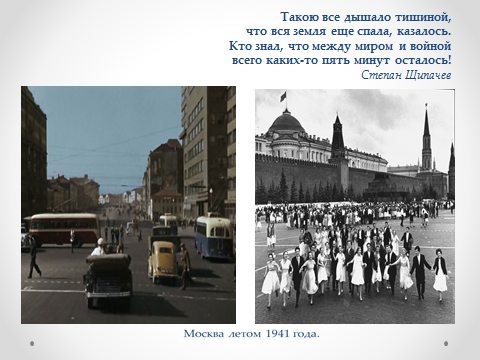 Такою все дышало тишиной,
что вся земля еще спала, казалось.
Кто знал, что между миром и войной
всего каких-то пять минут осталось!
Степан Щипачев
Москва летом 1941 года.